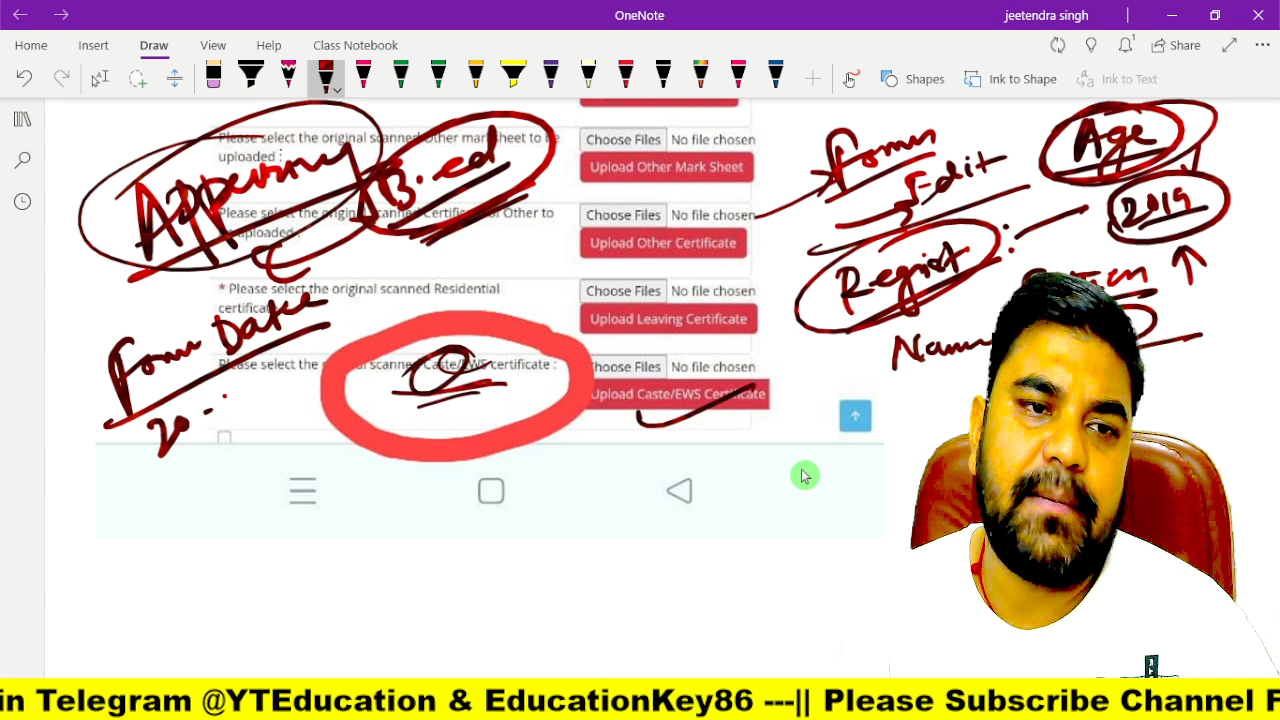 OneNote
jeetendra singh
Home Insert Draw View Help Class Notebook
Share
Shapes Ink to Shape Ink to Text
Please select the original scanned Other mark sheet to be
uploaded :
Choose Files No file chosen
Upload Other Mark Sheet
Appearing
B.ed
Please select the original scanned Certificate of Other to
be uploaded :
Choose Files No file chosen
Upload Other Certificate
* Please select the original scanned Residential
certificate
Choose Files No file chosen
Upload Leaving Certificate
Please select the original scanned Caste/EWS certificate :
Choose Files No file chosen
Upload Caste/EWS Certificate
Form Date
20-
Form
Edit
Regist :
Age
2019
Name
in Telegram @YTEducation & EducationKey86 ---|| Please Subscribe Channel F